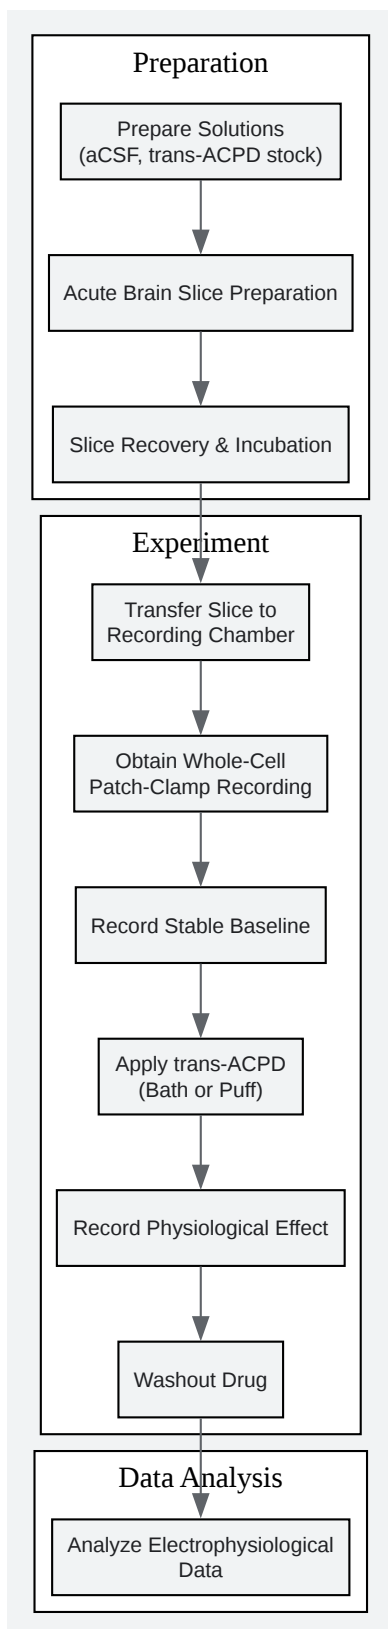 Preparation
Prepare Solutions
(aCSF, trans-ACPD stock)
Acute Brain Slice Preparation
Slice Recovery & Incubation
Experiment
Transfer Slice to
Recording Chamber
Obtain Whole-Cell
Patch-Clamp Recording
Record Stable Baseline
Apply trans-ACPD
(Bath or Puff)
Record Physiological Effect
Washout Drug
Data Analysis
Analyze Electrophysiological
Data